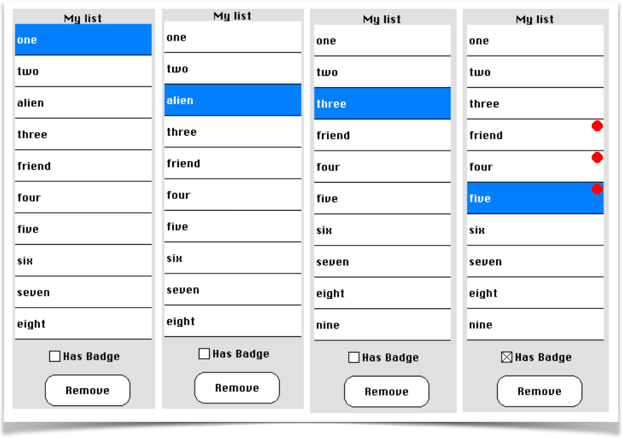 My list
one
two
alien
three
friend
four
five
six
seven
eight
Has Badge
Remove
My list
one
two
alien
three
friend
four
five
six
seven
eight
Has Badge
Remove
My list
one
two
three
friend
four
five
six
seven
eight
nine
Has Badge
Remove
My list
one
two
three
friend
four
five
six
seven
eight
nine
Has Badge
Remove